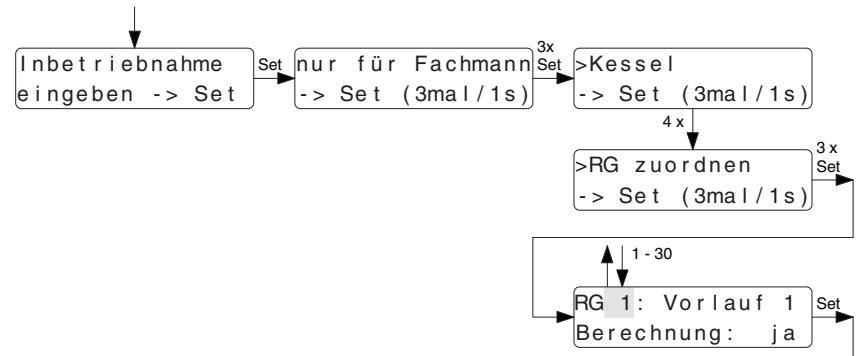 Inbetriebnahme
eingeben -> Set
Set
nur für Fachmann
-> Set (3mal/1s)
3x
Set
>Kessel
-> Set (3mal/1s)
4 x
>RG zuordnen
-> Set (3mal/1s)
3 x
Set
1 - 30
RG 1: Vorlauf 1
Berechnung: ja
Set